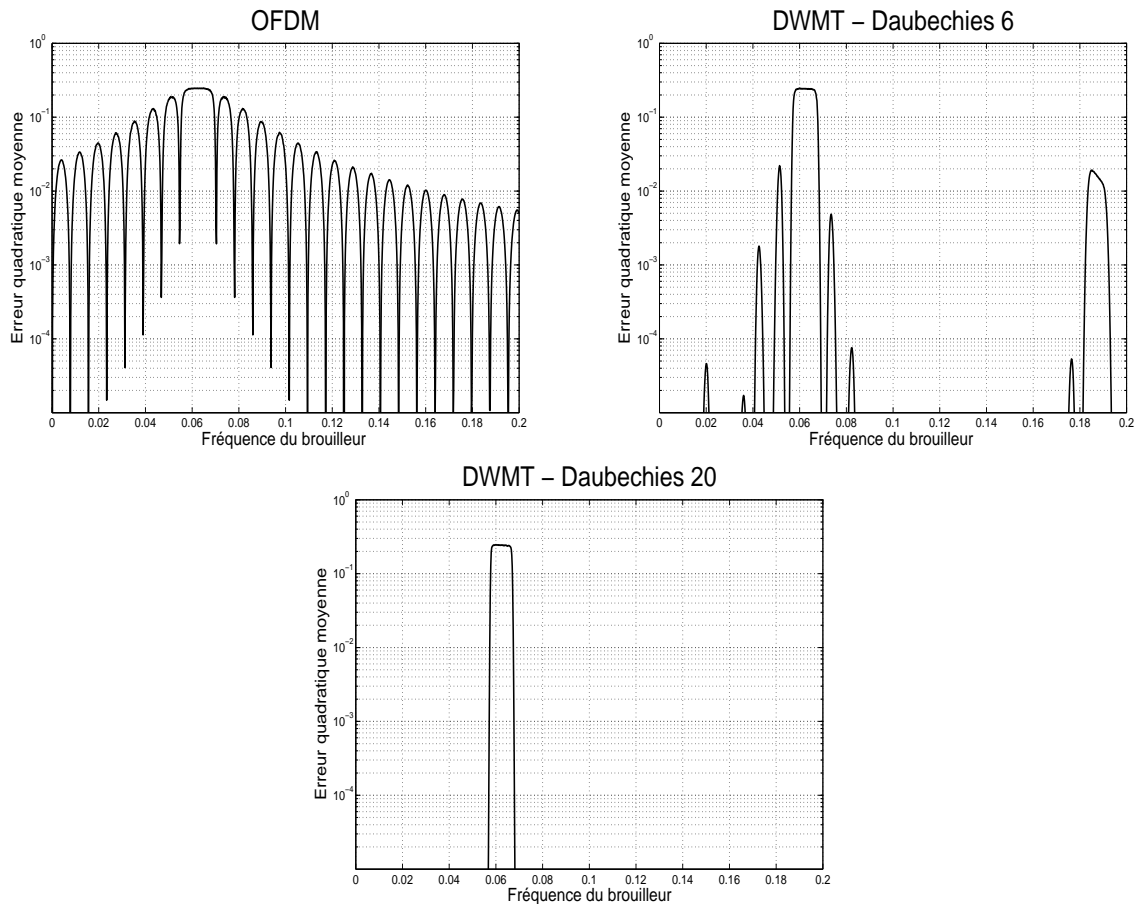 OFDM
Erreur quadratique moyenne
10^0
10^−1
10^−2
10^−3
10^−4
0 0.02 0.04 0.06 0.08 0.1 0.12 0.14 0.16 0.18 0.2
Fréquence du brouilleur
DWMT − Daubechies 6
Erreur quadratique moyenne
10^0
10^−1
10^−2
10^−3
10^−4
0 0.02 0.04 0.06 0.08 0.1 0.12 0.14 0.16 0.18 0.2
Fréquence du brouilleur
DWMT − Daubechies 20
Erreur quadratique moyenne
10^0
10^−1
10^−2
10^−3
10^−4
0 0.02 0.04 0.06 0.08 0.1 0.12 0.14 0.16 0.18 0.2
Fréquence du brouilleur